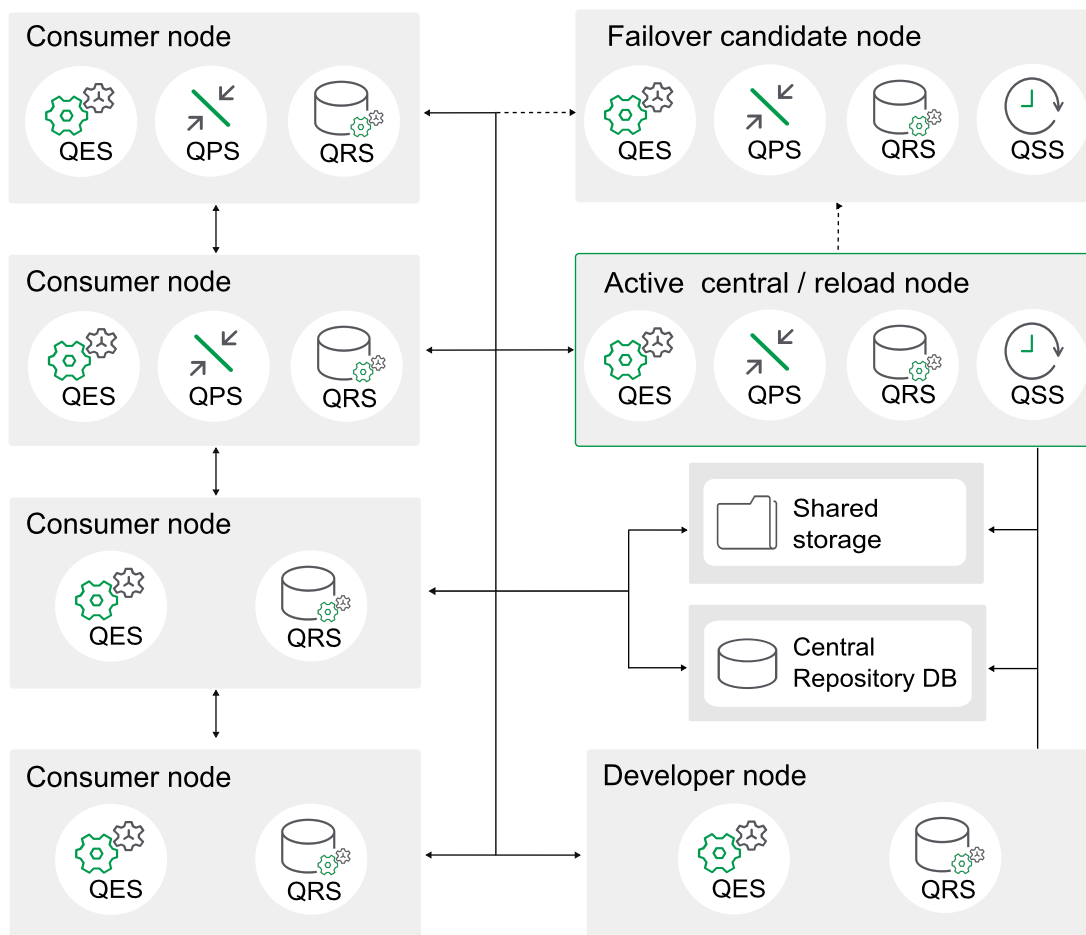 Consumer node
QES QPS QRS
Failover candidate node
QES QPS QRS QSS
Consumer node
QES QPS QRS
Active central / reload node
QES QPS QRS QSS
Consumer node
QES QRS
Shared
storage
Central
Repository DB
Consumer node
QES QRS
Developer node
QES QRS